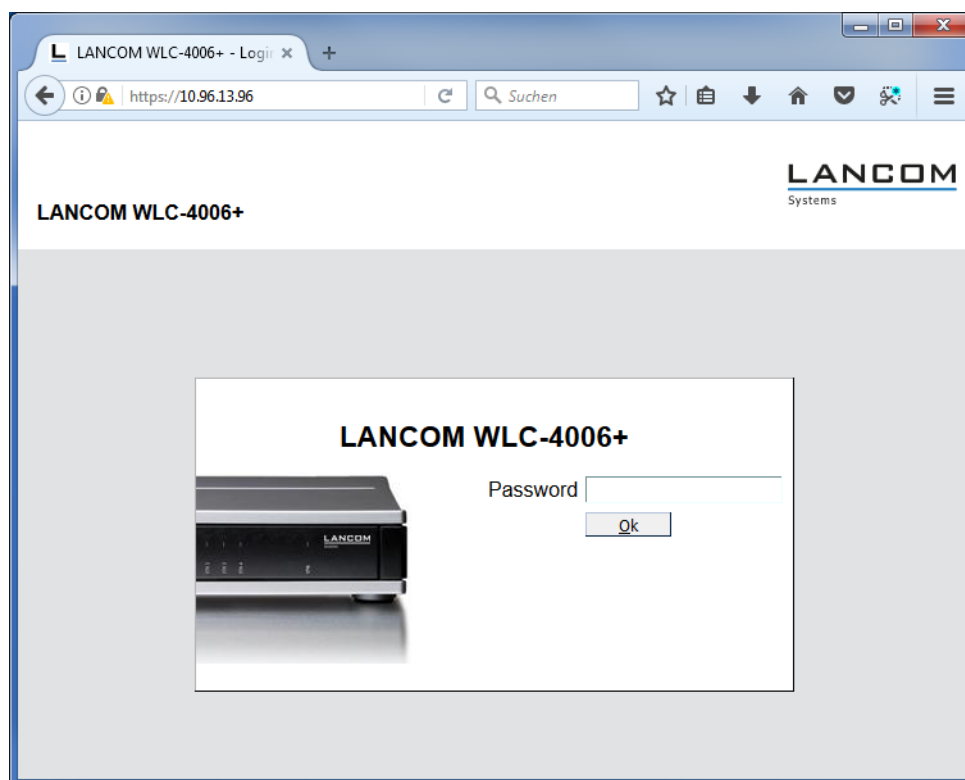 LANCOM WLC-4006+ - Login
https://10.96.13.96
Suchen
LANCOM
Systems
LANCOM WLC-4006+
LANCOM WLC-4006+
Password
LANCOM
Ok